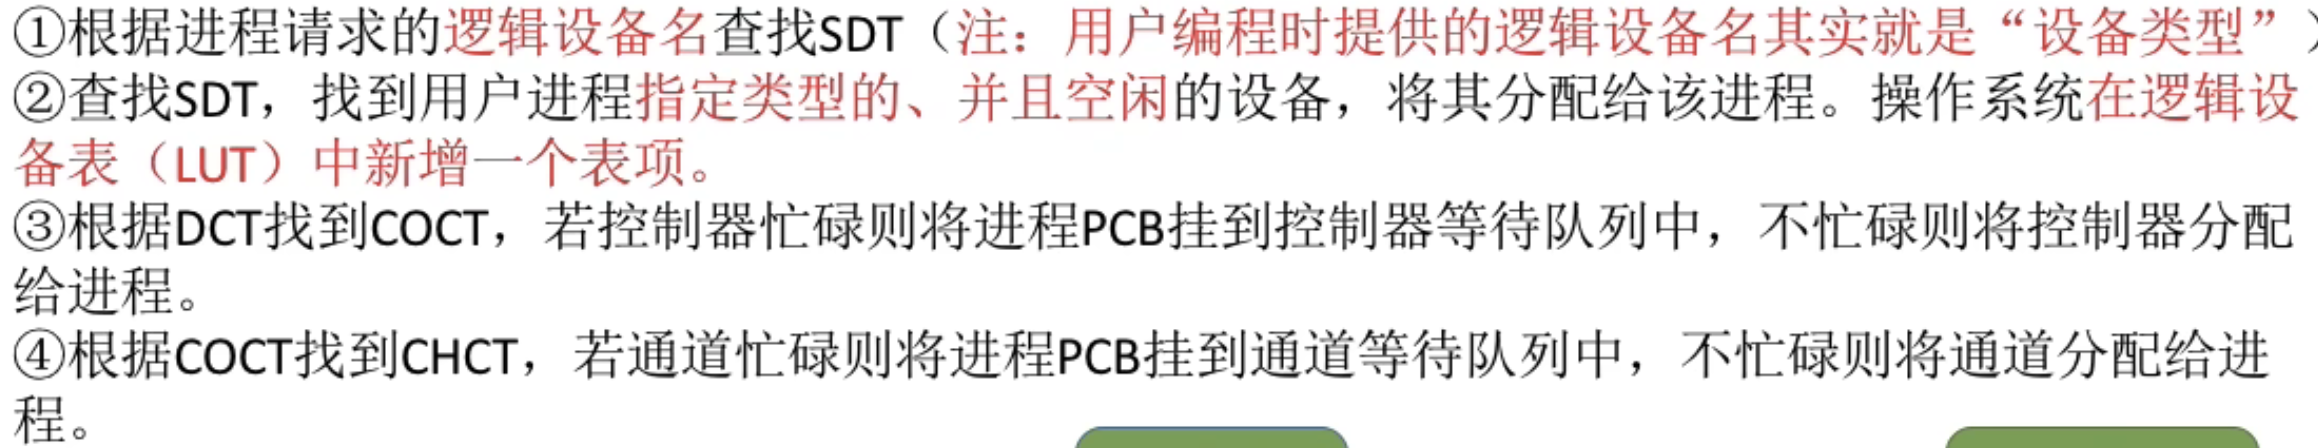 ①根据进程请求的逻辑设备名查找SDT（注：用户编程时提供的逻辑设备名其实就是“设备类型”）
②查找SDT，找到用户进程指定类型的、并且空闲的设备，将其分配给该进程。操作系统在逻辑设
备表（LUT）中新增一个表项。
③根据DCT找到COCT，若控制器忙碌则将进程PCB挂到控制器等待队列中，不忙碌则将控制器分配
给进程。
④根据COCT找到CHCT，若通道忙碌则将进程PCB挂到通道等待队列中，不忙碌则将通道分配给进
程。